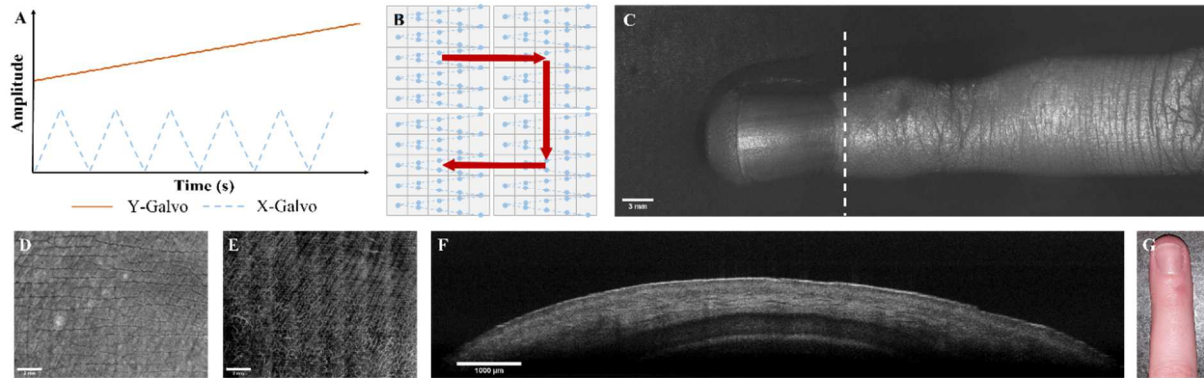 A
Amplitude
Time (s)
Y-Galvo
X-Galvo
B
C
3 mm
D
E
F
1000 µm
G